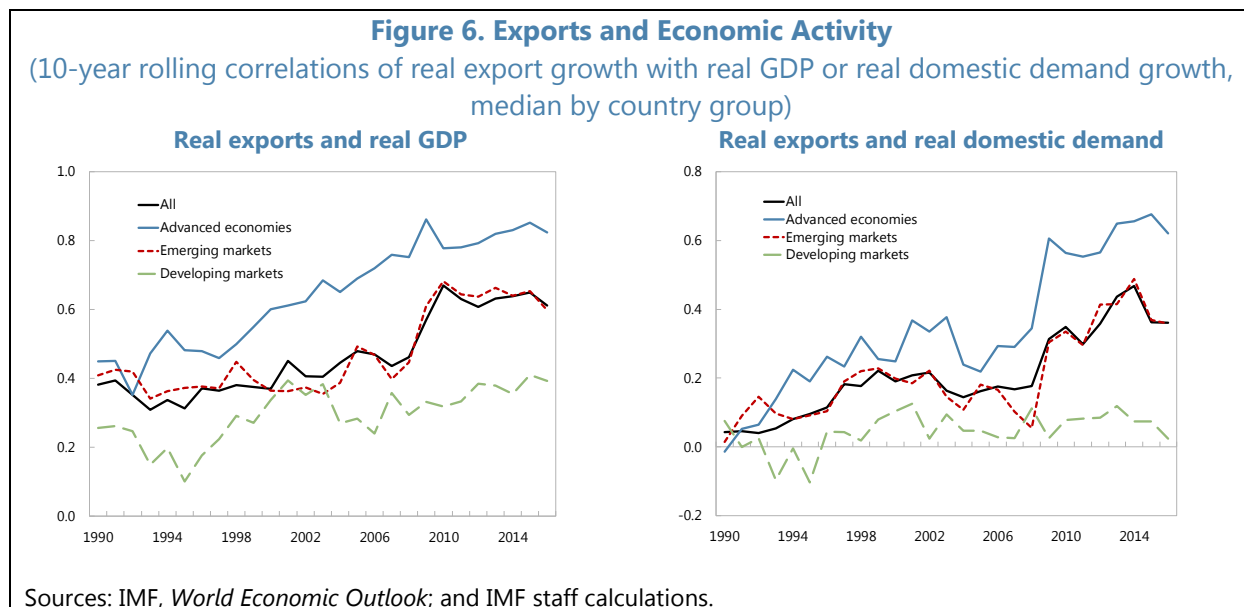 Figure 6. Exports and Economic Activity
(10-year rolling correlations of real export growth with real GDP or real domestic demand growth,
median by country group)
Real exports and real GDP
1.0
0.8
0.6
0.4
0.2
0.0
All
Advanced economies
Emerging markets
Developing markets
1990 1994 1998 2002 2006 2010 2014
Real exports and real domestic demand
0.8
0.6
0.4
0.2
0.0
-0.2
All
Advanced economies
Emerging markets
Developing markets
1990 1994 1998 2002 2006 2010 2014
Sources: IMF, World Economic Outlook; and IMF staff calculations.